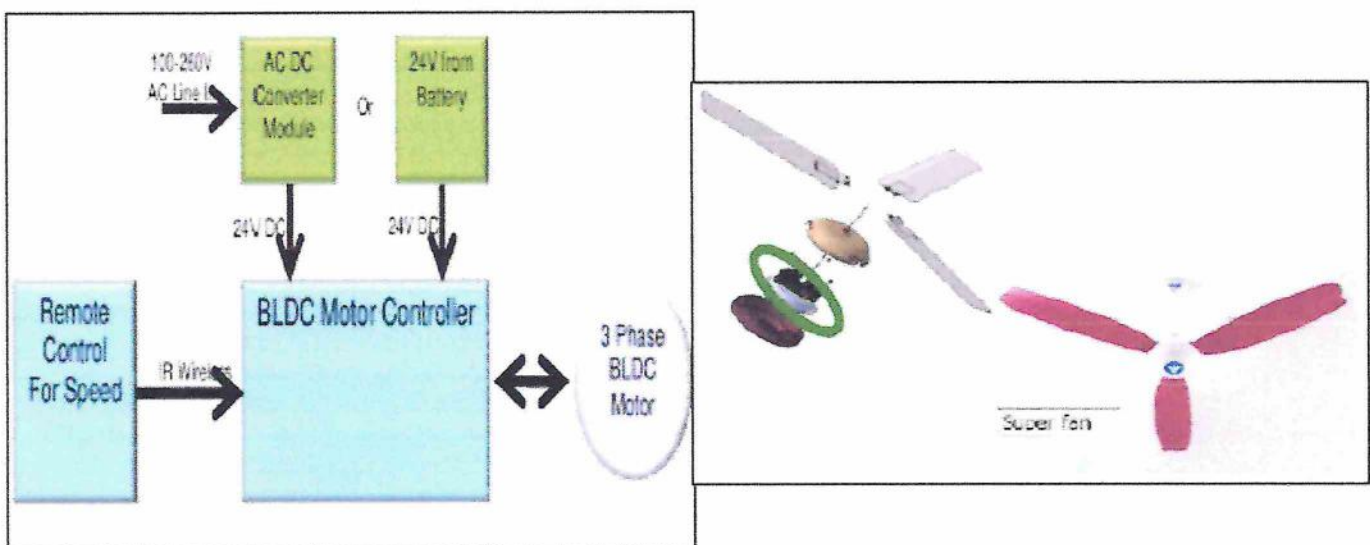 100-260V
AC Line In
AC DC
Converter
Module
Or
24V from
Battery
24V DC
24V DC
Remote
Control
For Speed
IR Wireless
BLDC Motor Controller
3 Phase
BLDC
Motor
Super fan